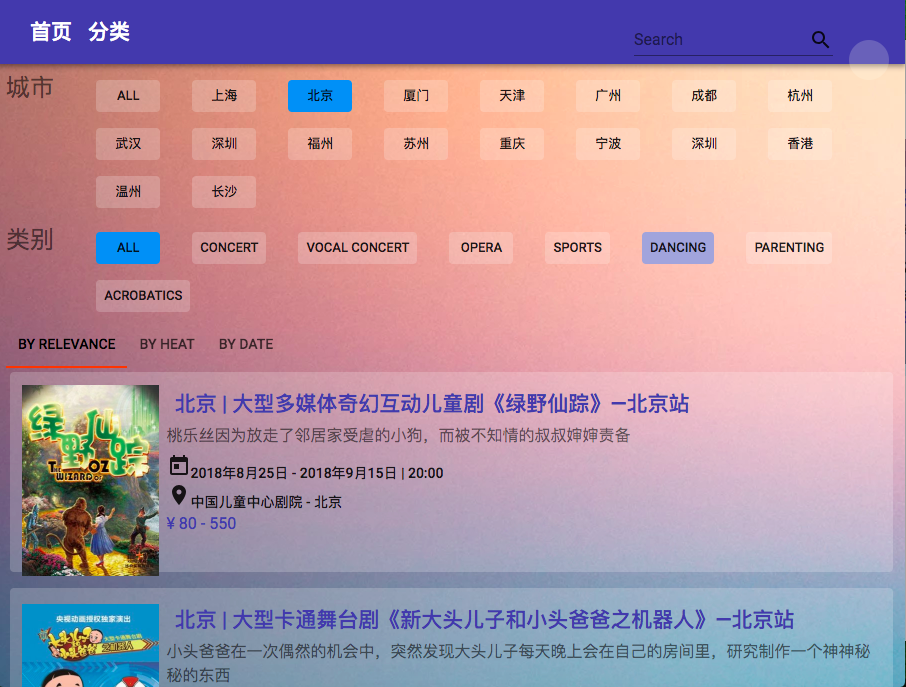 首页 分类
Search
城市
ALL 上海 北京 厦门 天津 广州 成都 杭州
武汉 深圳 福州 苏州 重庆 宁波 深圳 香港
温州 长沙
类别
ALL CONCERT VOCAL CONCERT OPERA SPORTS DANCING PARENTING
ACROBATICS
BY RELEVANCE BY HEAT BY DATE
绿野仙踪
THE WIZARD OF OZ
北京 | 大型多媒体奇幻互动儿童剧《绿野仙踪》—北京站
桃乐丝因为放走了邻居家受虐的小狗，而被不知情的叔叔婶婶责备
2018年8月25日 - 2018年9月15日 | 20:00
中国儿童中心剧院 - 北京
¥ 80 - 550
央视动画授权独家演出
北京 | 大型卡通舞台剧《新大头儿子和小头爸爸之机器人》—北京站
小头爸爸在一次偶然的机会中，突然发现大头儿子每天晚上会在自己的房间里，研究制作一个神神秘
秘的东西